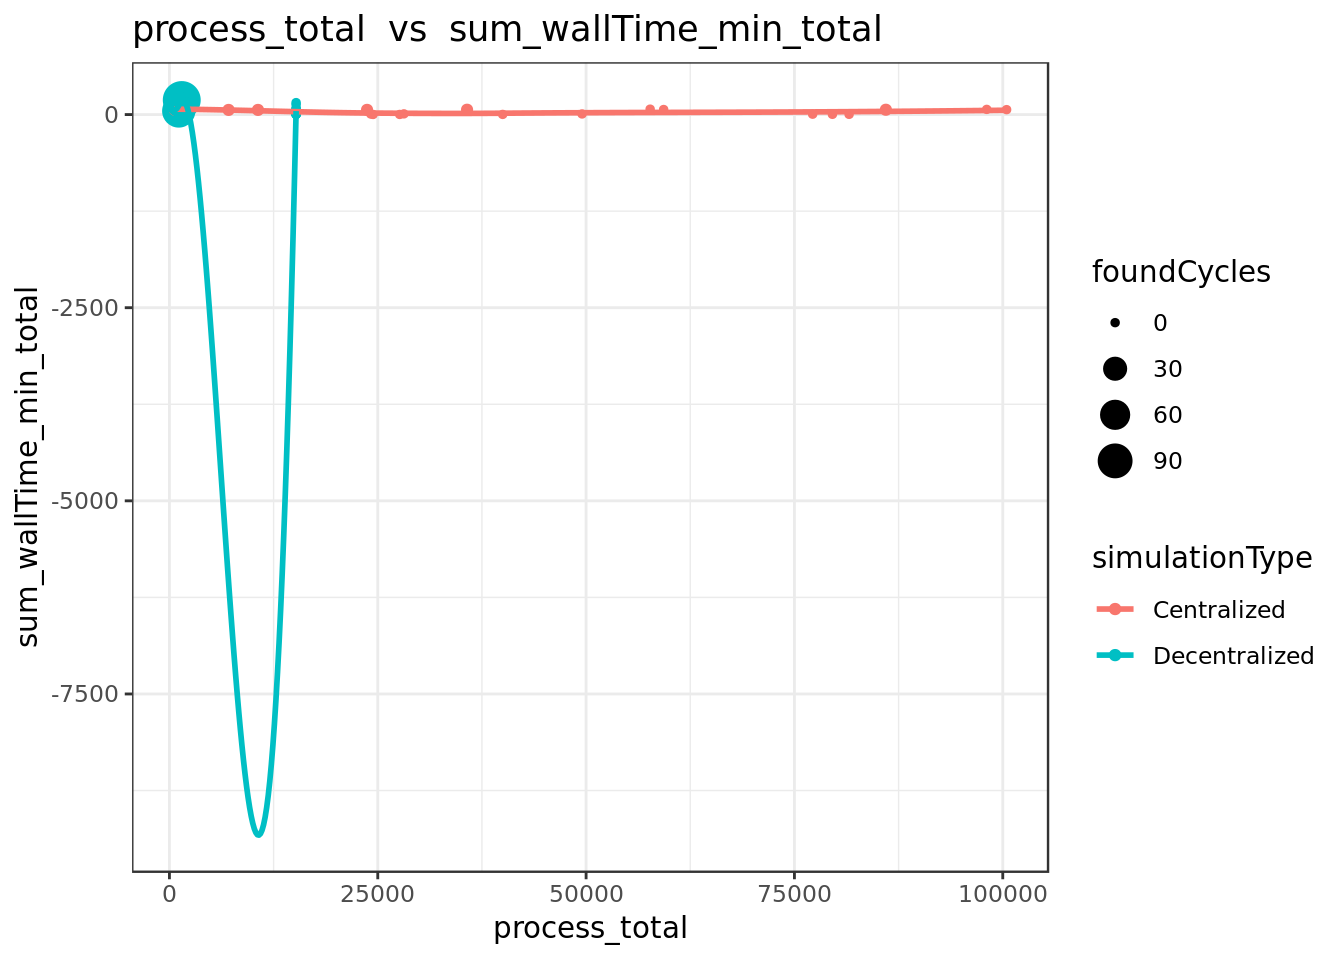 process_total vs sum_wallTime_min_total
sum_wallTime_min_total
0
-2500
-5000
-7500
0
25000
50000
75000
100000
process_total
foundCycles
0
30
60
90
simulationType
Centralized
Decentralized